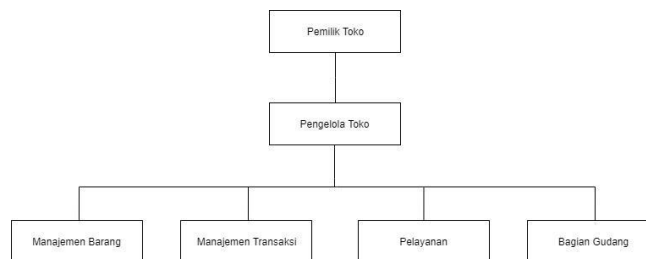 Pemilik Toko
Pengelola Toko
Manajemen Barang
Manajemen Transaksi
Pelayanan
Bagian Gudang